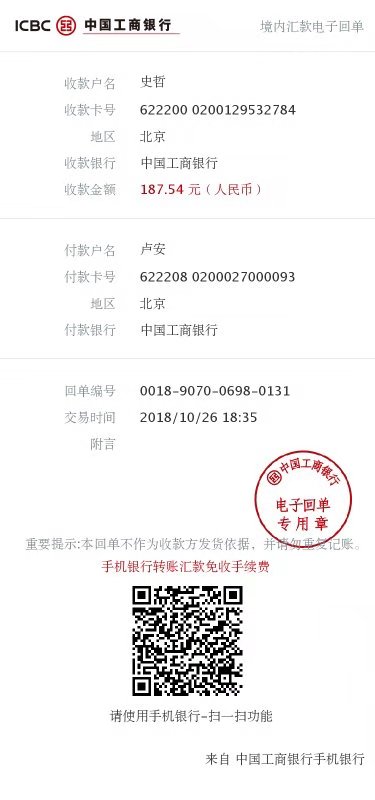 ICBC 中国工商银行 境内汇款电子回单
收款户名 史哲
收款卡号 622200 0200129532784
地区 北京
收款银行 中国工商银行
收款金额 187.54 元（人民币）
付款户名 卢安
付款卡号 622208 0200027000093
地区 北京
付款银行 中国工商银行
回单编号 0018-9070-0698-0131
交易时间 2018/10/26 18:35
附言
中国工商银行
电子回单
专用章
重要提示:本回单不作为收款方发货依据，并请勿重复记账。
手机银行转账汇款免收手续费
请使用手机银行-扫一扫功能
来自 中国工商银行手机银行